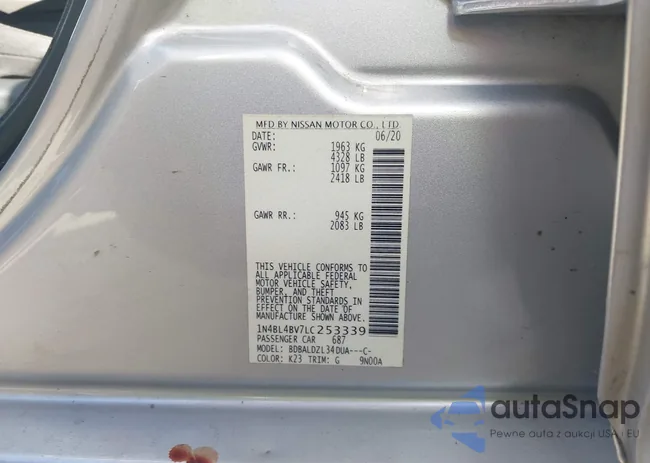 MFD BY NISSAN MOTOR CO., LTD.
DATE: 06/20
GVWR: 1963 KG
4328 LB
GAWR FR.: 1097 KG
2418 LB
GAWR RR.: 945 KG
2083 LB
THIS VEHICLE CONFORMS TO
ALL APPLICABLE FEDERAL
MOTOR VEHICLE SAFETY,
BUMPER, AND THEFT
PREVENTION STANDARDS IN
EFFECT ON THE DATE OF
MANUFACTURE SHOWN ABOVE.
1N4BL4BV7LC253339
PASSENGER CAR 687
MODEL: BDBALDZL34DUA---C-
COLOR: K23 TRIM: G 9N00A
autaSnap
Pewne auta z aukcji USA i EU